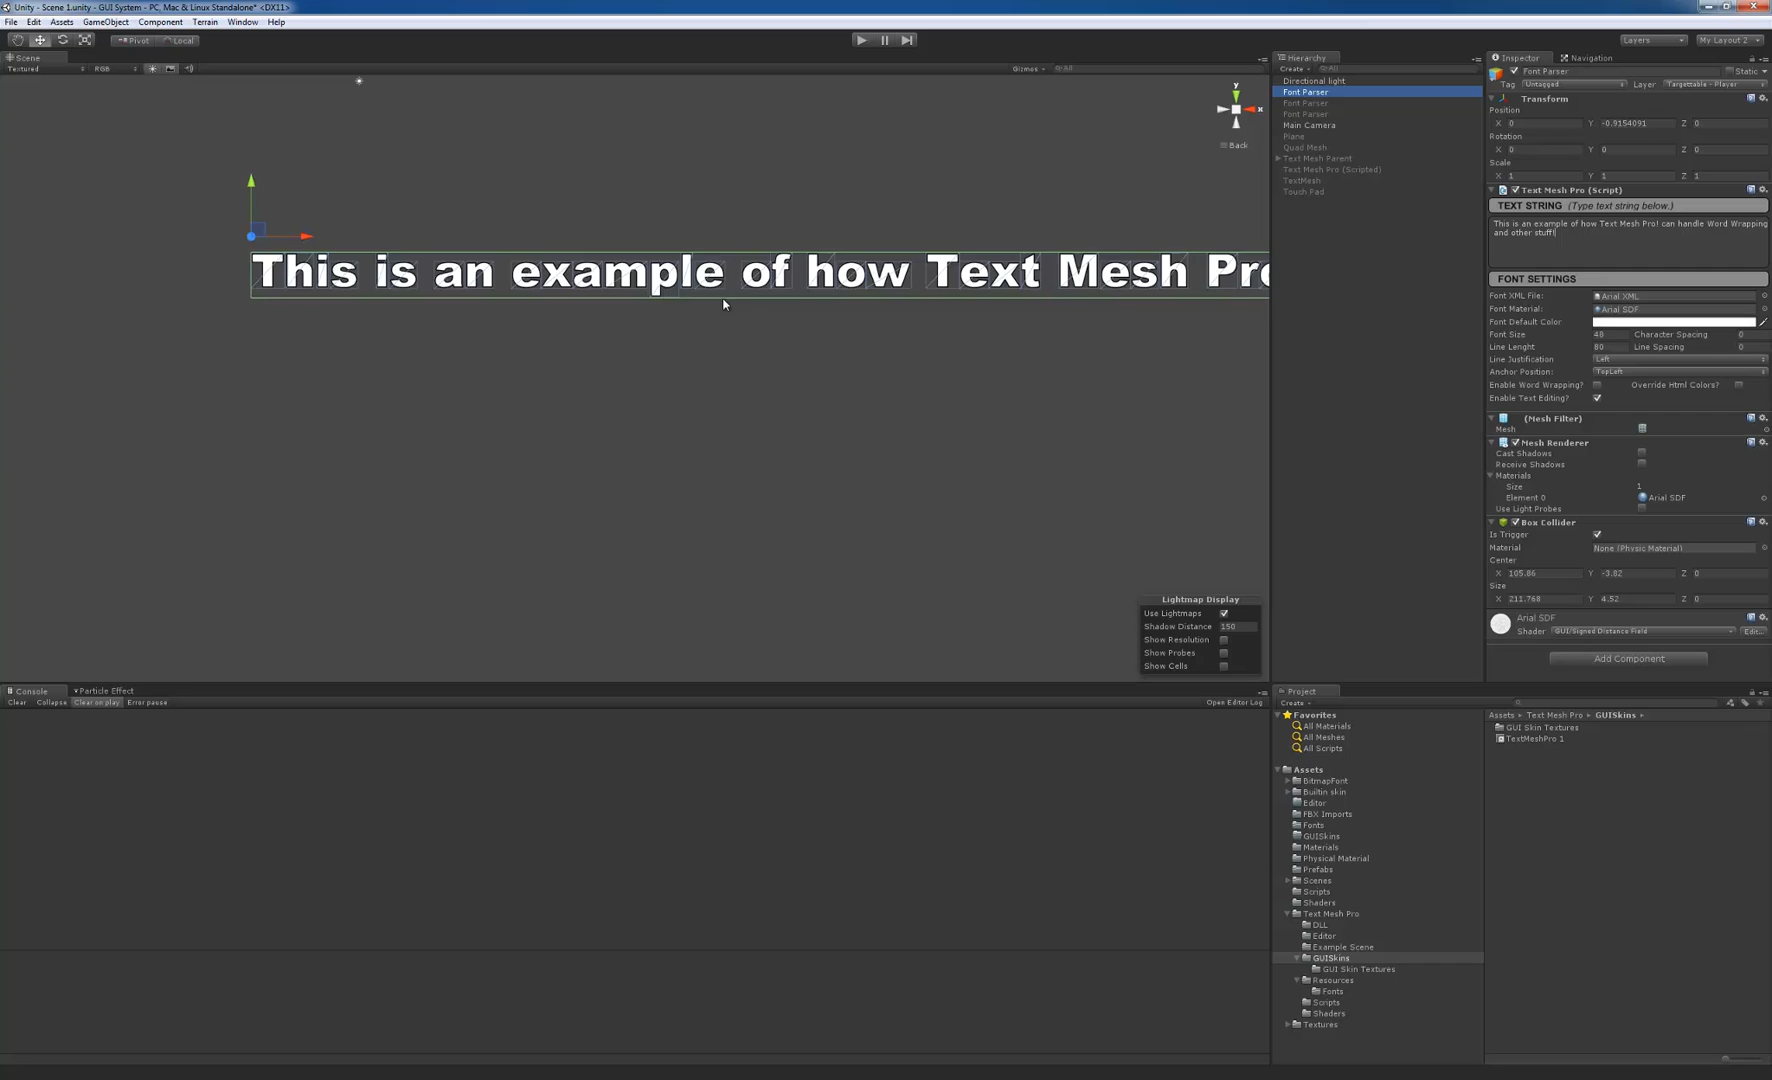 Unity - Scene 1.unity - GUI System - PC, Mac & Linux Standalone* <DX11>
File Edit Assets GameObject Component Terrain Window Help
Pivot Local
Layers
My Layout 2
Scene
Textured RGB
Gizmos
All
y
x
Back
This is an example of how Text Mesh Pro
Lightmap Display
Use Lightmaps
Shadow Distance 150
Show Resolution
Show Probes
Show Cells
Hierarchy
Create
All
Directional light
Font Parser
Font Parser
Font Parser
Main Camera
Plane
Quad Mesh
Text Mesh Parent
Text Mesh Pro (Scripted)
TextMesh
Touch Pad
Inspector Navigation
Font Parser
Static
Tag Untagged Layer Targettable - Player
Transform
Position
X 0 Y -0.9154091 Z 0
Rotation
X 0 Y 0 Z 0
Scale
X 1 Y 1 Z 1
Text Mesh Pro (Script)
TEXT STRING (Type text string below.)
This is an example of how Text Mesh Pro! can handle Word Wrapping
and other stuff!
FONT SETTINGS
Font XML File: Arial XML
Font Material: Arial SDF
Font Default Color
Font Size 48 Character Spacing 0
Line Lenght 80 Line Spacing 0
Line Justification Left
Anchor Position: TopLeft
Enable Word Wrapping? Override Html Colors?
Enable Text Editing?
(Mesh Filter)
Mesh
Mesh Renderer
Cast Shadows
Receive Shadows
Materials
Size 1
Element 0 Arial SDF
Use Light Probes
Box Collider
Is Trigger
Material None (Physic Material)
Center
X 105.86 Y -3.82 Z 0
Size
X 211.768 Y 4.52 Z 0
Arial SDF
Shader GUI/Signed Distance Field Edit...
Add Component
Console Particle Effect
Clear Collapse Clear on play Error pause
Open Editor Log
Project
Create
Favorites
All Materials
All Meshes
All Scripts
Assets
BitmapFont
Builtin skin
Editor
FBX Imports
Fonts
GUISkins
Materials
Physical Material
Prefabs
Scenes
Scripts
Shaders
Text Mesh Pro
DLL
Editor
Example Scene
GUISkins
GUI Skin Textures
Resources
Fonts
Scripts
Shaders
Textures
Assets Text Mesh Pro GUISkins
GUI Skin Textures
TextMeshPro 1